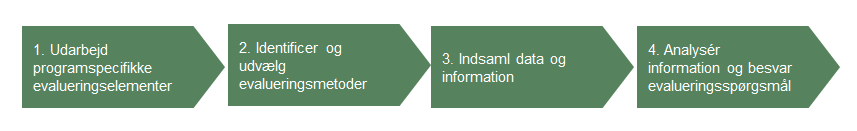 1. Udarbejd
programspecifikke
evalueringselementer
2. Identificer og
udvælg
evalueringsmetoder
3. Indsaml data og
information
4. Analysér
information og besvar
evalueringsspørgsmål